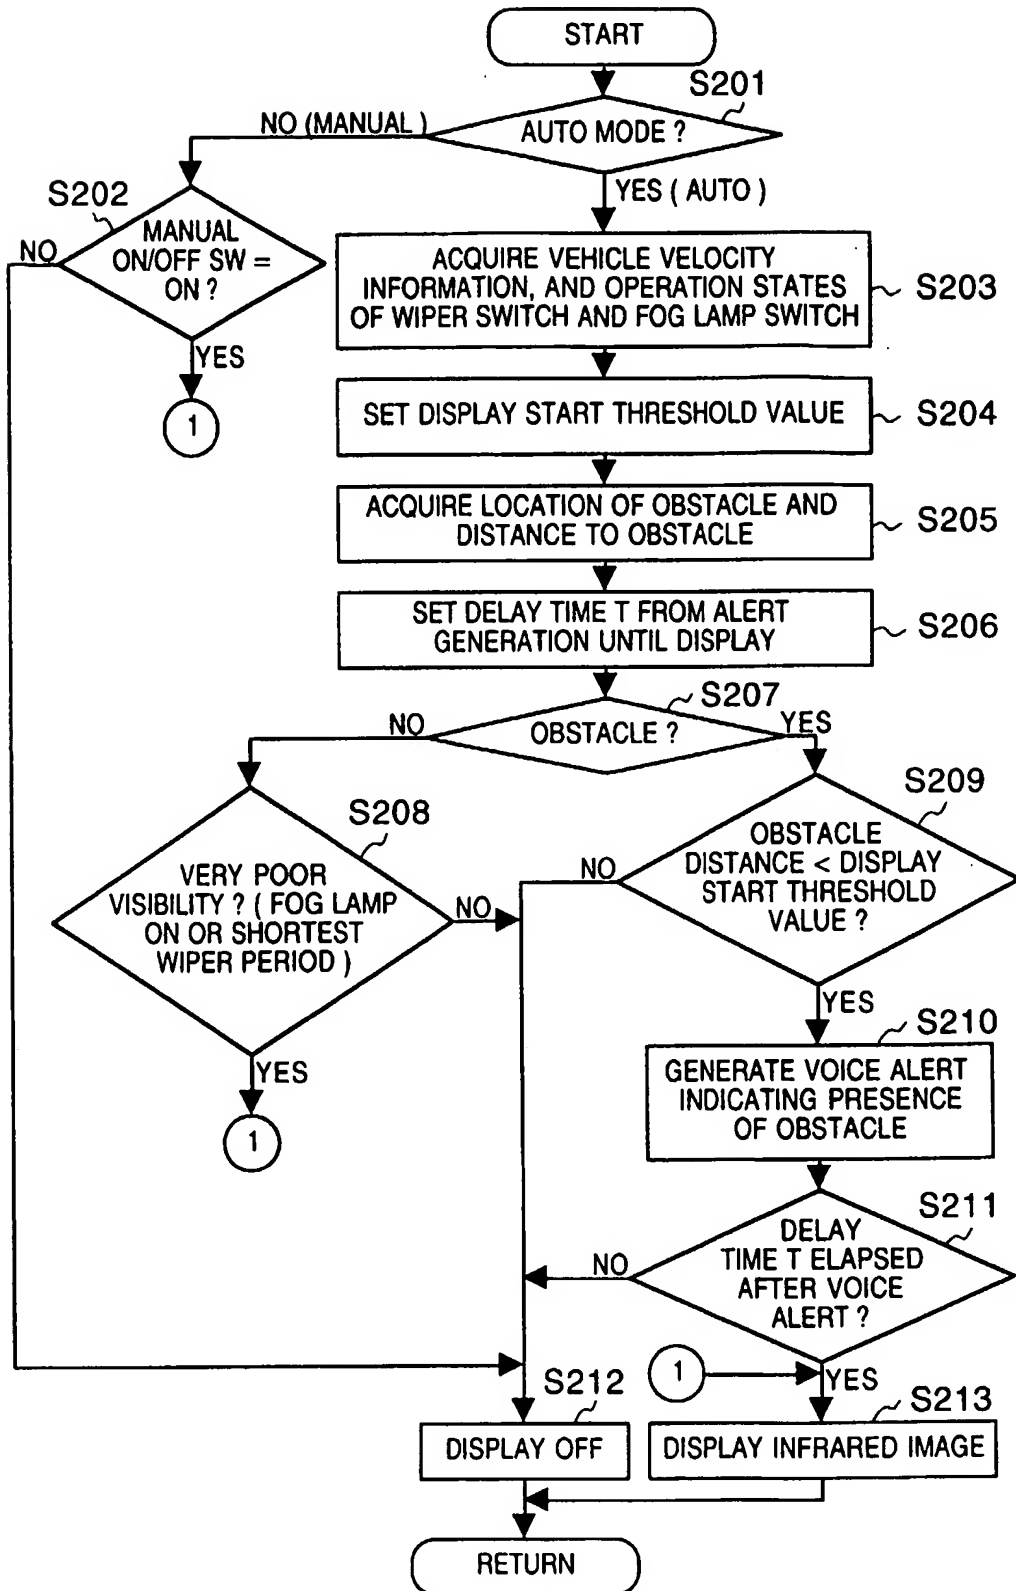 START
S201
NO (MANUAL)
AUTO MODE ?
S202
YES ( AUTO )
NO
MANUAL
ON/OFF SW =
ON ?
ACQUIRE VEHICLE VELOCITY
INFORMATION, AND OPERATION STATES
OF WIPER SWITCH AND FOG LAMP SWITCH
S203
YES
1
SET DISPLAY START THRESHOLD VALUE
S204
ACQUIRE LOCATION OF OBSTACLE AND
DISTANCE TO OBSTACLE
S205
SET DELAY TIME T FROM ALERT
GENERATION UNTIL DISPLAY
S206
S207
NO
OBSTACLE ?
YES
S208
S209
VERY POOR
VISIBILITY ? ( FOG LAMP
ON OR SHORTEST
WIPER PERIOD )
NO
NO
OBSTACLE
DISTANCE < DISPLAY
START THRESHOLD
VALUE ?
YES
YES
1
S210
GENERATE VOICE ALERT
INDICATING PRESENCE
OF OBSTACLE
S211
NO
DELAY
TIME T ELAPSED
AFTER VOICE
ALERT ?
1
YES
S212
S213
DISPLAY OFF
DISPLAY INFRARED IMAGE
RETURN